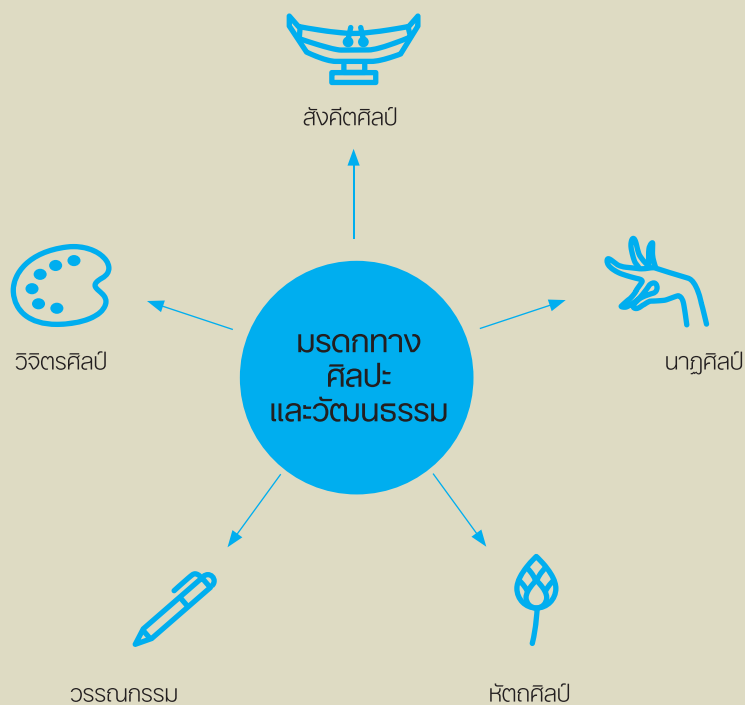 สังคีตศิลป์
วิจิตรศิลป์
นาฏศิลป์
มรดกทาง
ศิลปะ
และวัฒนธรรม
วรรณกรรม
หัตถศิลป์